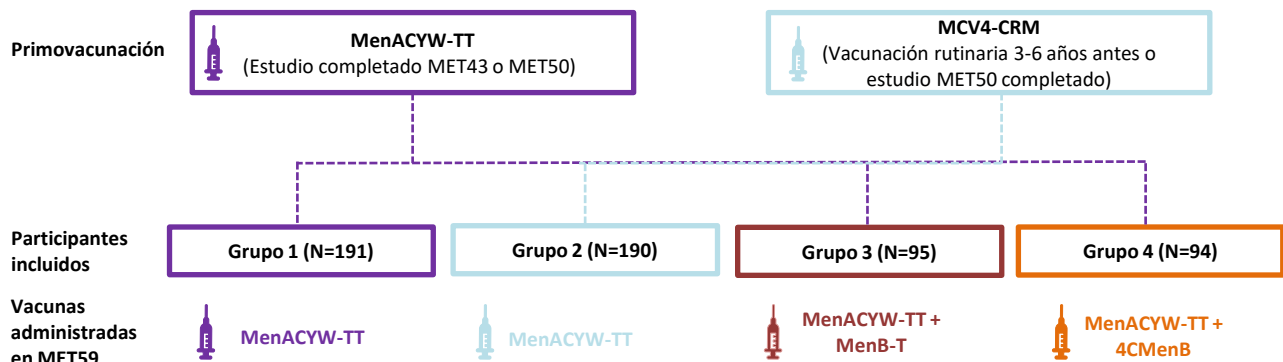 Primovacunación
MenACYW-TT
(Estudio completado MET43 o MET50)
MCV4-CRM
(Vacunación rutinaria 3-6 años antes o
estudio MET50 completado)
Participantes
incluidos
Grupo 1 (N=191)
Grupo 2 (N=190)
Grupo 3 (N=95)
Grupo 4 (N=94)
Vacunas
administradas
en MET59
MenACYW-TT
MenACYW-TT
MenACYW-TT +
MenB-T
MenACYW-TT +
4CMenB